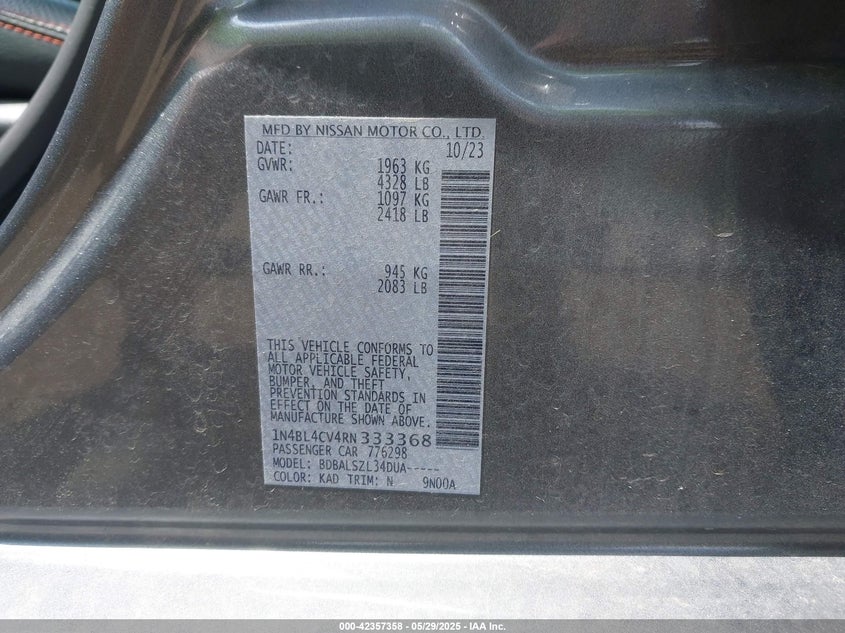 MFD BY NISSAN MOTOR CO., LTD.
DATE: 10/23
GVWR: 1963 KG
4328 LB
GAWR FR.: 1097 KG
2418 LB
GAWR RR.: 945 KG
2083 LB
THIS VEHICLE CONFORMS TO
ALL APPLICABLE FEDERAL
MOTOR VEHICLE SAFETY,
BUMPER, AND THEFT
PREVENTION STANDARDS IN
EFFECT ON THE DATE OF
MANUFACTURE SHOWN ABOVE.
1N4BL4CV4RN333368
PASSENGER CAR 776298
MODEL: BDBALSZL34DUA-----
COLOR: KAD TRIM: N 9N00A
000-42357358 - 05/29/2025 - IAA Inc.